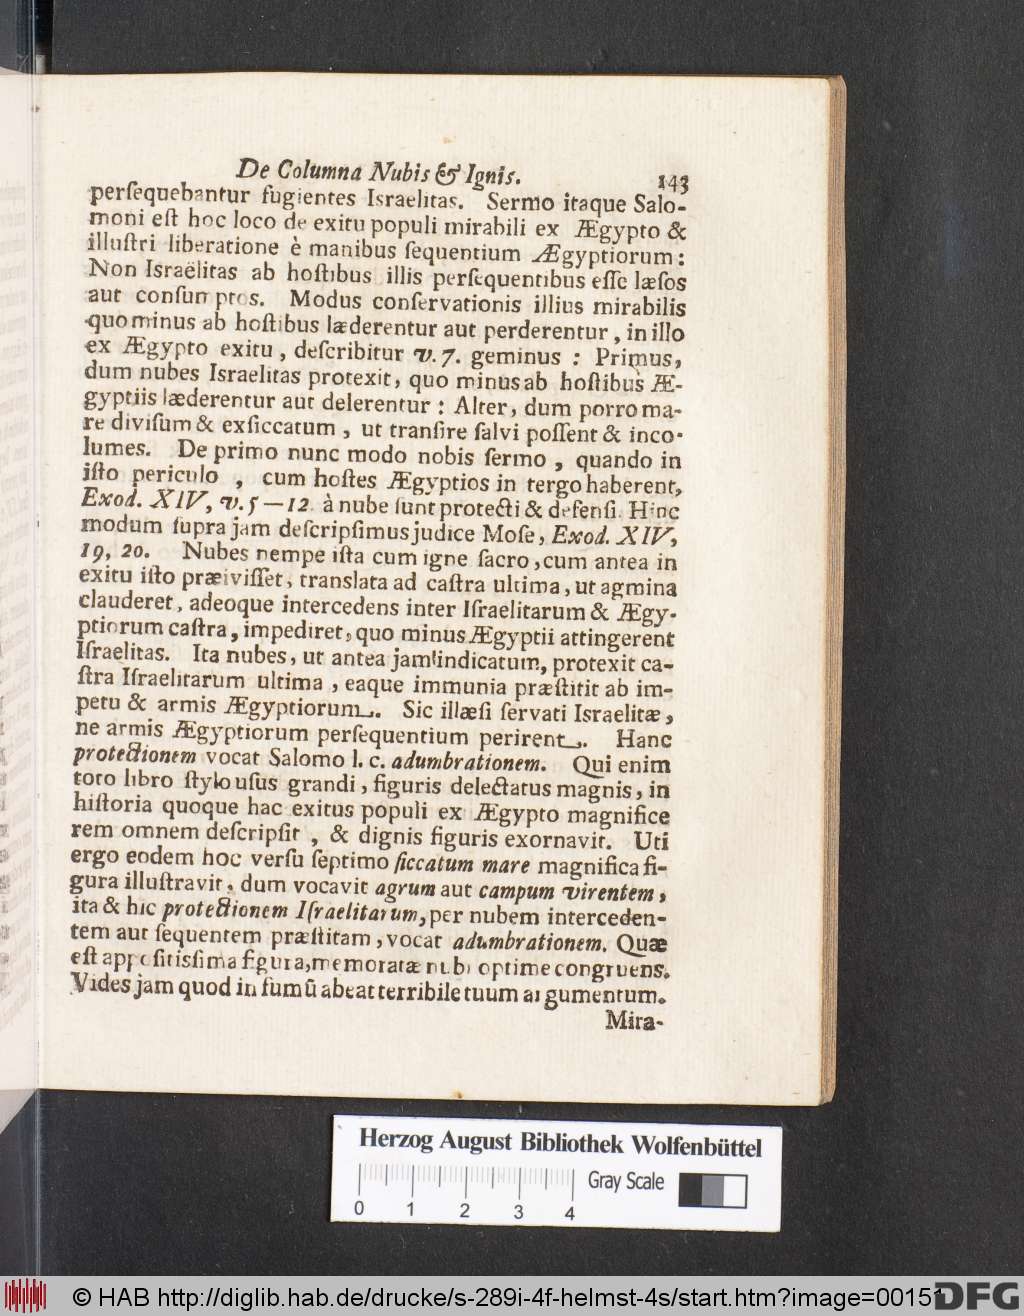 De Columna Nubis & Ignis. 143
perſequebantur fugientes Israelitas. Sermo itaque Salo-
moni eſt hoc loco de exitu populi mirabili ex Ægypto &
illuſtri liberatione è manibus ſequentium Ægyptiorum:
Non Israëlitas ab hoſtibus illis perſequentibus eſſe læſos
aut conſumptos. Modus conſervationis illius mirabilis
quo minus ab hoſtibus læderentur aut perderentur, in illo
ex Ægypto exitu, deſcribitur v. 7. geminus: Primus,
dum nubes Israelitas protexit, quo minus ab hoſtibus Æ-
gyptiis læderentur aut delerentur: Alter, dum porro ma-
re diviſum & exſiccatum, ut tranſire ſalvi poſſent & inco-
lumes. De primo nunc modo nobis ſermo, quando in
iſto periculo, cum hoſtes Ægyptios in tergo haberent,
Exod. XIV, v. 5—12. à nube ſunt protecti & defenſi. Hinc
modum ſupra jam deſcripſimus judice Moſe, Exod. XIV,
19, 20. Nubes nempe iſta cum igne ſacro, cum antea in
exitu iſto præiviſſet, translata ad caſtra ultima, ut agmina
clauderet, adeoque intercedens inter Iſraelitarum & Ægy-
ptiorum caſtra, impediret, quo minus Ægyptii attingerent
Iſraelitas. Ita nubes, ut antea jam indicatum, protexit ca-
ſtra Iſraelitarum ultima, eaque immunia præſtitit ab im-
petu & armis Ægyptiorum. Sic illæſi ſervati Israelitæ,
ne armis Ægyptiorum perſequentium perirent. Hanc
protectionem vocat Salomo l. c. adumbrationem. Qui enim
toto libro ſtylo uſus grandi, figuris delectatus magnis, in
hiſtoria quoque hac exitus populi ex Ægypto magnifice
rem omnem deſcripſit, & dignis figuris exornavit. Uti
ergo eodem hoc verſu ſeptimo ſiccatum mare magnifica fi-
gura illuſtravit, dum vocavit agrum aut campum virentem,
ita & hic protectionem Iſraelitarum, per nubem interceden-
tem aut ſequentem præſtitam, vocat adumbrationem. Quæ
eſt appoſitisſima figura, memoratæ nubi optime congruens.
Vides jam quod in fumũ abeat terribile tuum argumentum.
Mira-
Herzog August Bibliothek Wolfenbüttel
Gray Scale
0 1 2 3 4
© HAB http://diglib.hab.de/drucke/s-289i-4f-helmst-4s/start.htm?image=00151
DFG